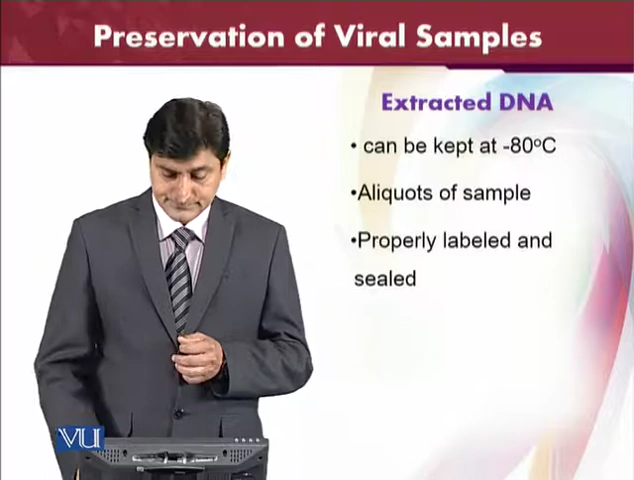 Preservation of Viral Samples
Extracted DNA
• can be kept at -80ºC
•Aliquots of sample
•Properly labeled and
sealed
VU